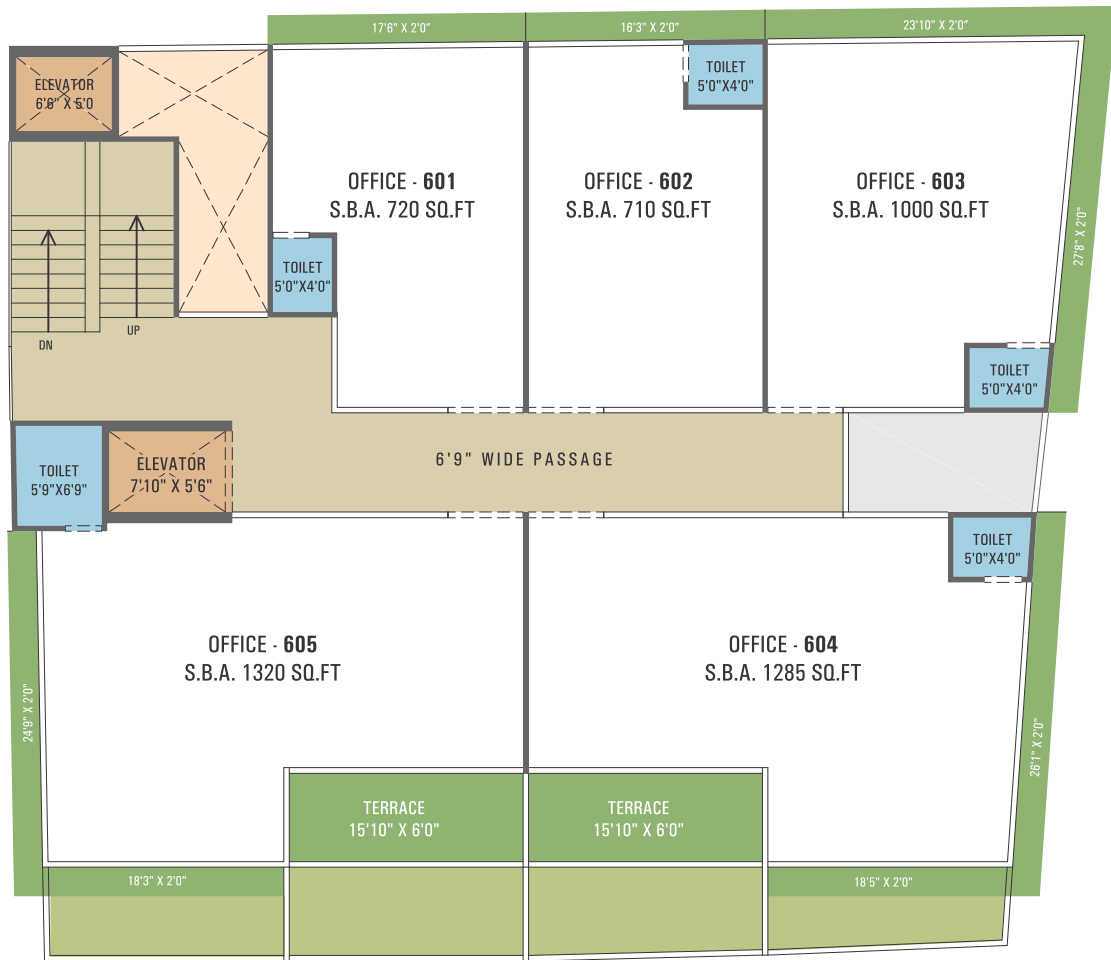 17'6" X 2'0"
16'3" X 2'0"
23'10" X 2'0"
ELEVATOR
6'6" X 5'0
TOILET
5'0"X4'0"
OFFICE - 601
S.B.A. 720 SQ.FT
OFFICE - 602
S.B.A. 710 SQ.FT
OFFICE - 603
S.B.A. 1000 SQ.FT
27'8" X 2'0"
TOILET
5'0"X4'0"
DN
UP
TOILET
5'0"X4'0"
TOILET
5'9"X6'9"
ELEVATOR
7'10" X 5'6"
6'9" WIDE PASSAGE
TOILET
5'0"X4'0"
OFFICE - 605
S.B.A. 1320 SQ.FT
OFFICE - 604
S.B.A. 1285 SQ.FT
24'9" X 2'0"
26'1" X 2'0"
TERRACE
15'10" X 6'0"
TERRACE
15'10" X 6'0"
18'3" X 2'0"
18'5" X 2'0"